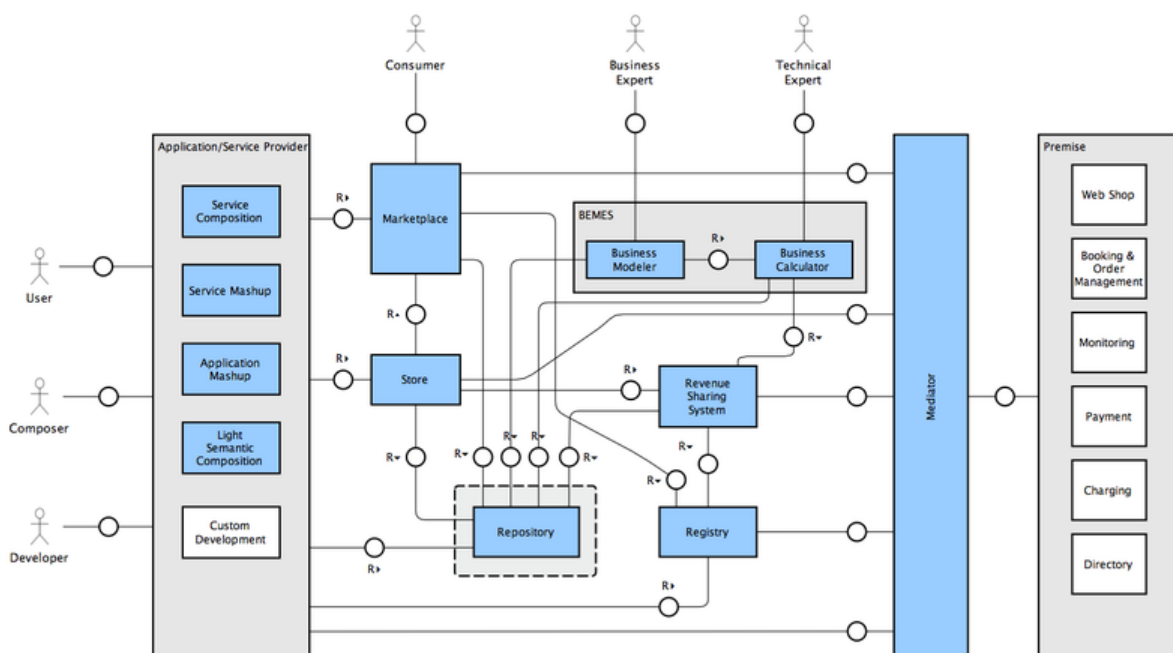 Consumer
Business
Expert
Technical
Expert
Application/Service Provider
Service
Composition
Service Mashup
Application
Mashup
Light
Semantic
Composition
Custom
Development
User
Composer
Developer
R
Marketplace
R
R
Store
R
BEMES
Business
Modeler
R
Business
Calculator
R
R
Revenue
Sharing
System
R
R
R
R
R
R
R
Repository
Registry
R
R
Mediator
Premise
Web Shop
Booking &
Order
Management
Monitoring
Payment
Charging
Directory